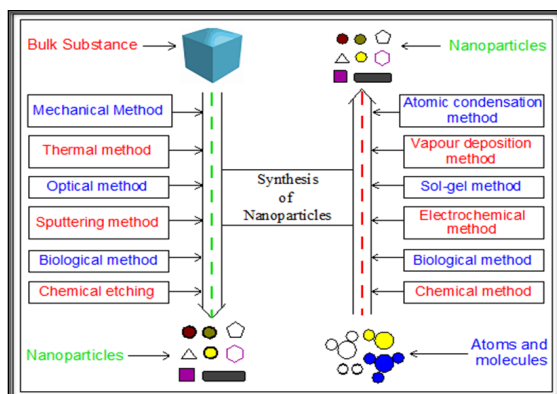 Bulk Substance
Nanoparticles
Mechanical Method
Thermal method
Optical method
Sputtering method
Biological method
Chemical etching
Nanoparticles
Synthesis
of
Nanoparticles
Atomic condensation
method
Vapour deposition
method
Sol-gel method
Electrochemical
method
Biological method
Chemical method
Atoms and
molecules